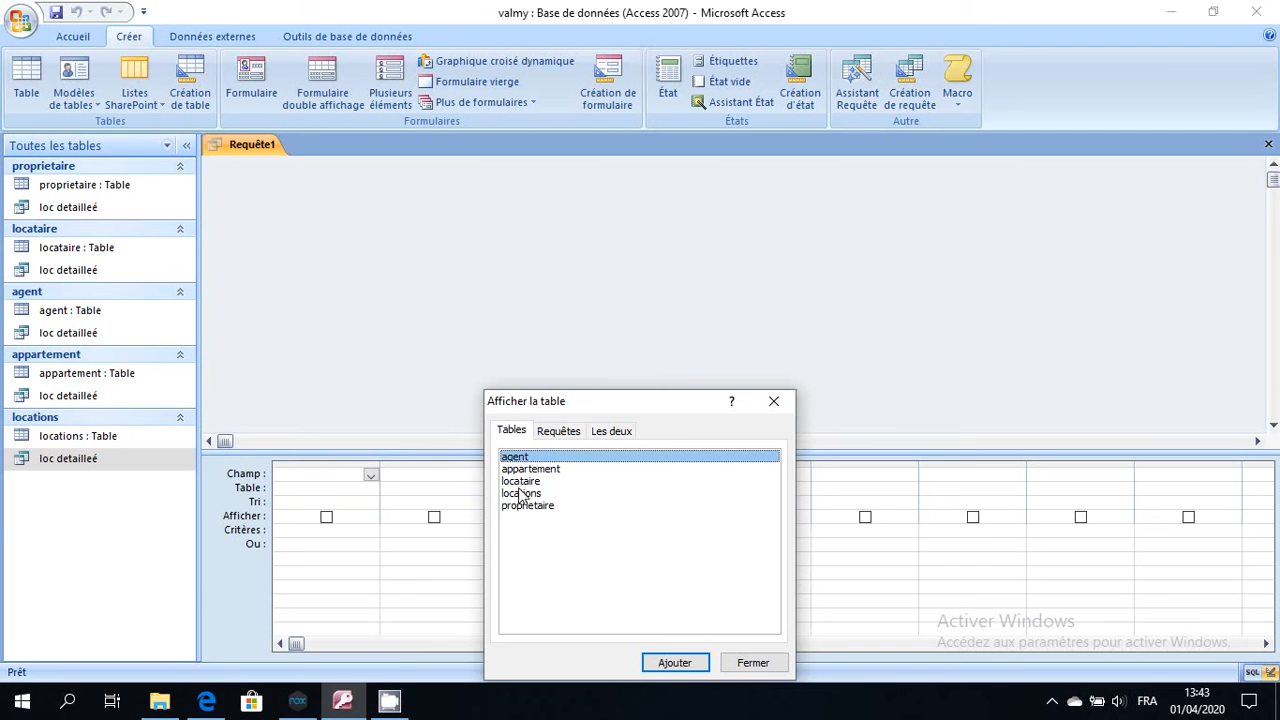 valmy : Base de données (Access 2007) - Microsoft Access
Accueil Créer Données externes Outils de base de données
Table
Modèles de tables
Listes SharePoint
Création de table
Tables
Formulaire
Formulaire double affichage
Plusieurs éléments
Graphique croisé dynamique
Formulaire vierge
Plus de formulaires
Création de formulaire
Formulaires
État
Étiquettes
État vide
Assistant État
Création d'état
États
Assistant Requête
Création de requête
Macro
Autre
Toutes les tables
Requête1
proprietaire
proprietaire : Table
loc detailleé
locataire
locataire : Table
loc detailleé
agent
agent : Table
loc detailleé
appartement
appartement : Table
loc detailleé
locations
locations : Table
loc detailleé
Afficher la table
?
Tables Requêtes Les deux
agent
appartement
locataire
locations
proprietaire
Ajouter Fermer
Champ :
Table :
Tri :
Afficher :
Critères :
Ou :
Activer Windows
Accédez aux paramètres pour activer Windows.
Prêt
SQL
nox
FRA
13:43
01/04/2020